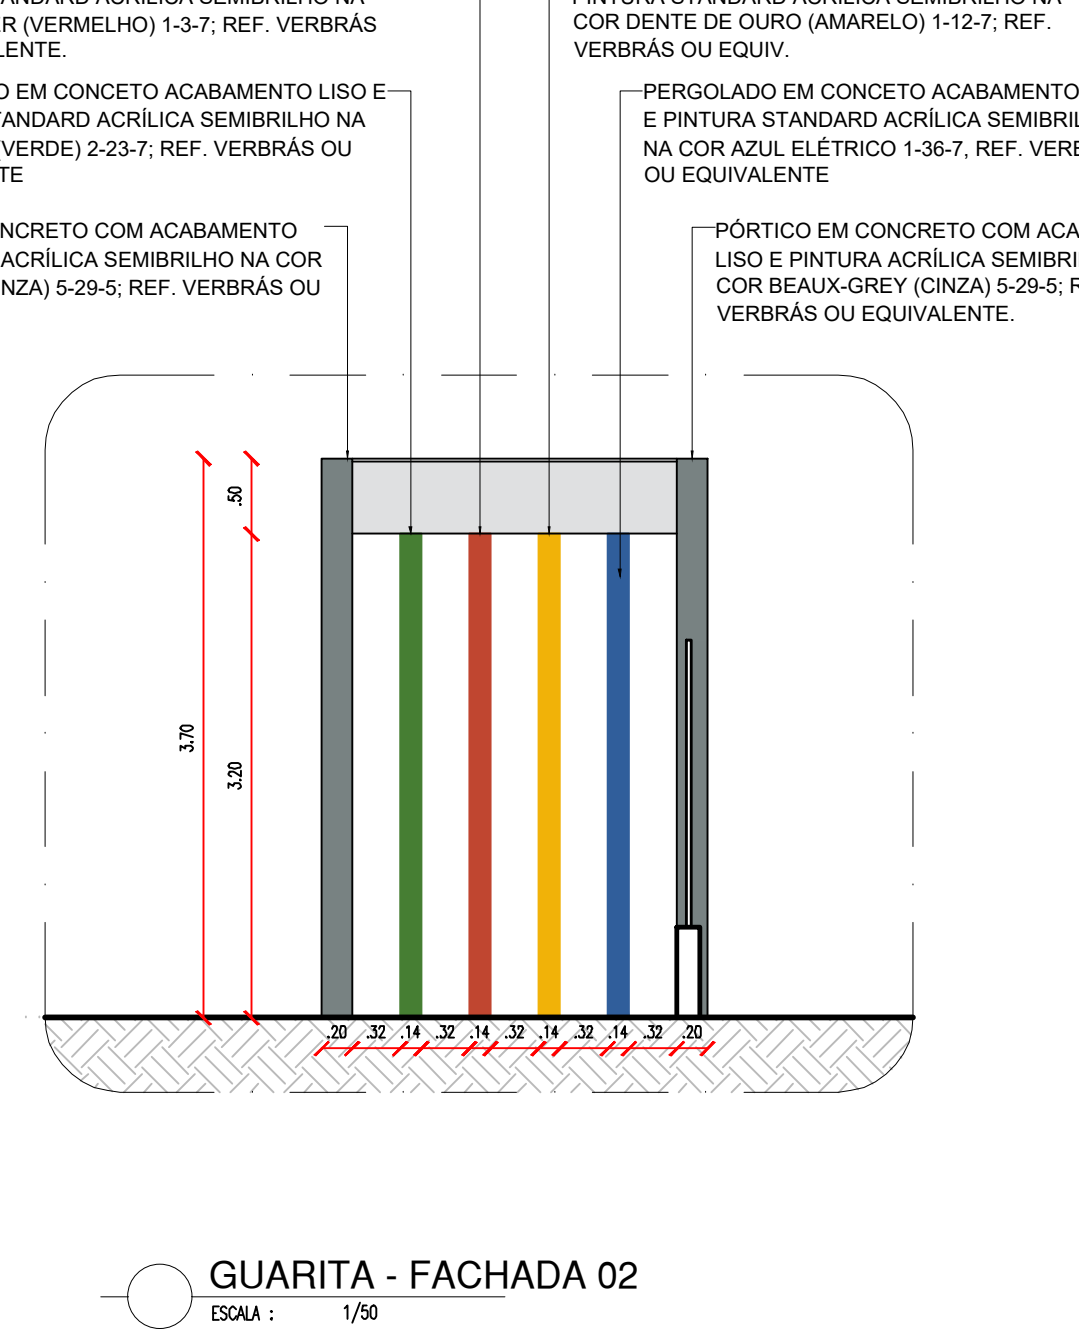 ER (VERMELHO) 1-3-7; REF. VERBRÁS
LENTE.
COR DENTE DE OURO (AMARELO) 1-12-7; REF.
VERBRÁS OU EQUIV.
O EM CONCETO ACABAMENTO LISO E
TANDARD ACRÍLICA SEMIBRILHO NA
(VERDE) 2-23-7; REF. VERBRÁS OU
TE
PERGOLADO EM CONCETO ACABAMENTO
E PINTURA STANDARD ACRÍLICA SEMIBRIL
NA COR AZUL ELÉTRICO 1-36-7, REF. VERB
OU EQUIVALENTE
NCRETO COM ACABAMENTO
ACRÍLICA SEMIBRILHO NA COR
NZA) 5-29-5; REF. VERBRÁS OU
PÓRTICO EM CONCRETO COM ACA
LISO E PINTURA ACRÍLICA SEMIBRI
COR BEAUX-GREY (CINZA) 5-29-5; R
VERBRÁS OU EQUIVALENTE.
.50
3.70
3.20
.20 .32 .14 .32 .14 .32 .14 .32 .14 .32 .20
GUARITA - FACHADA 02
ESCALA : 1/50